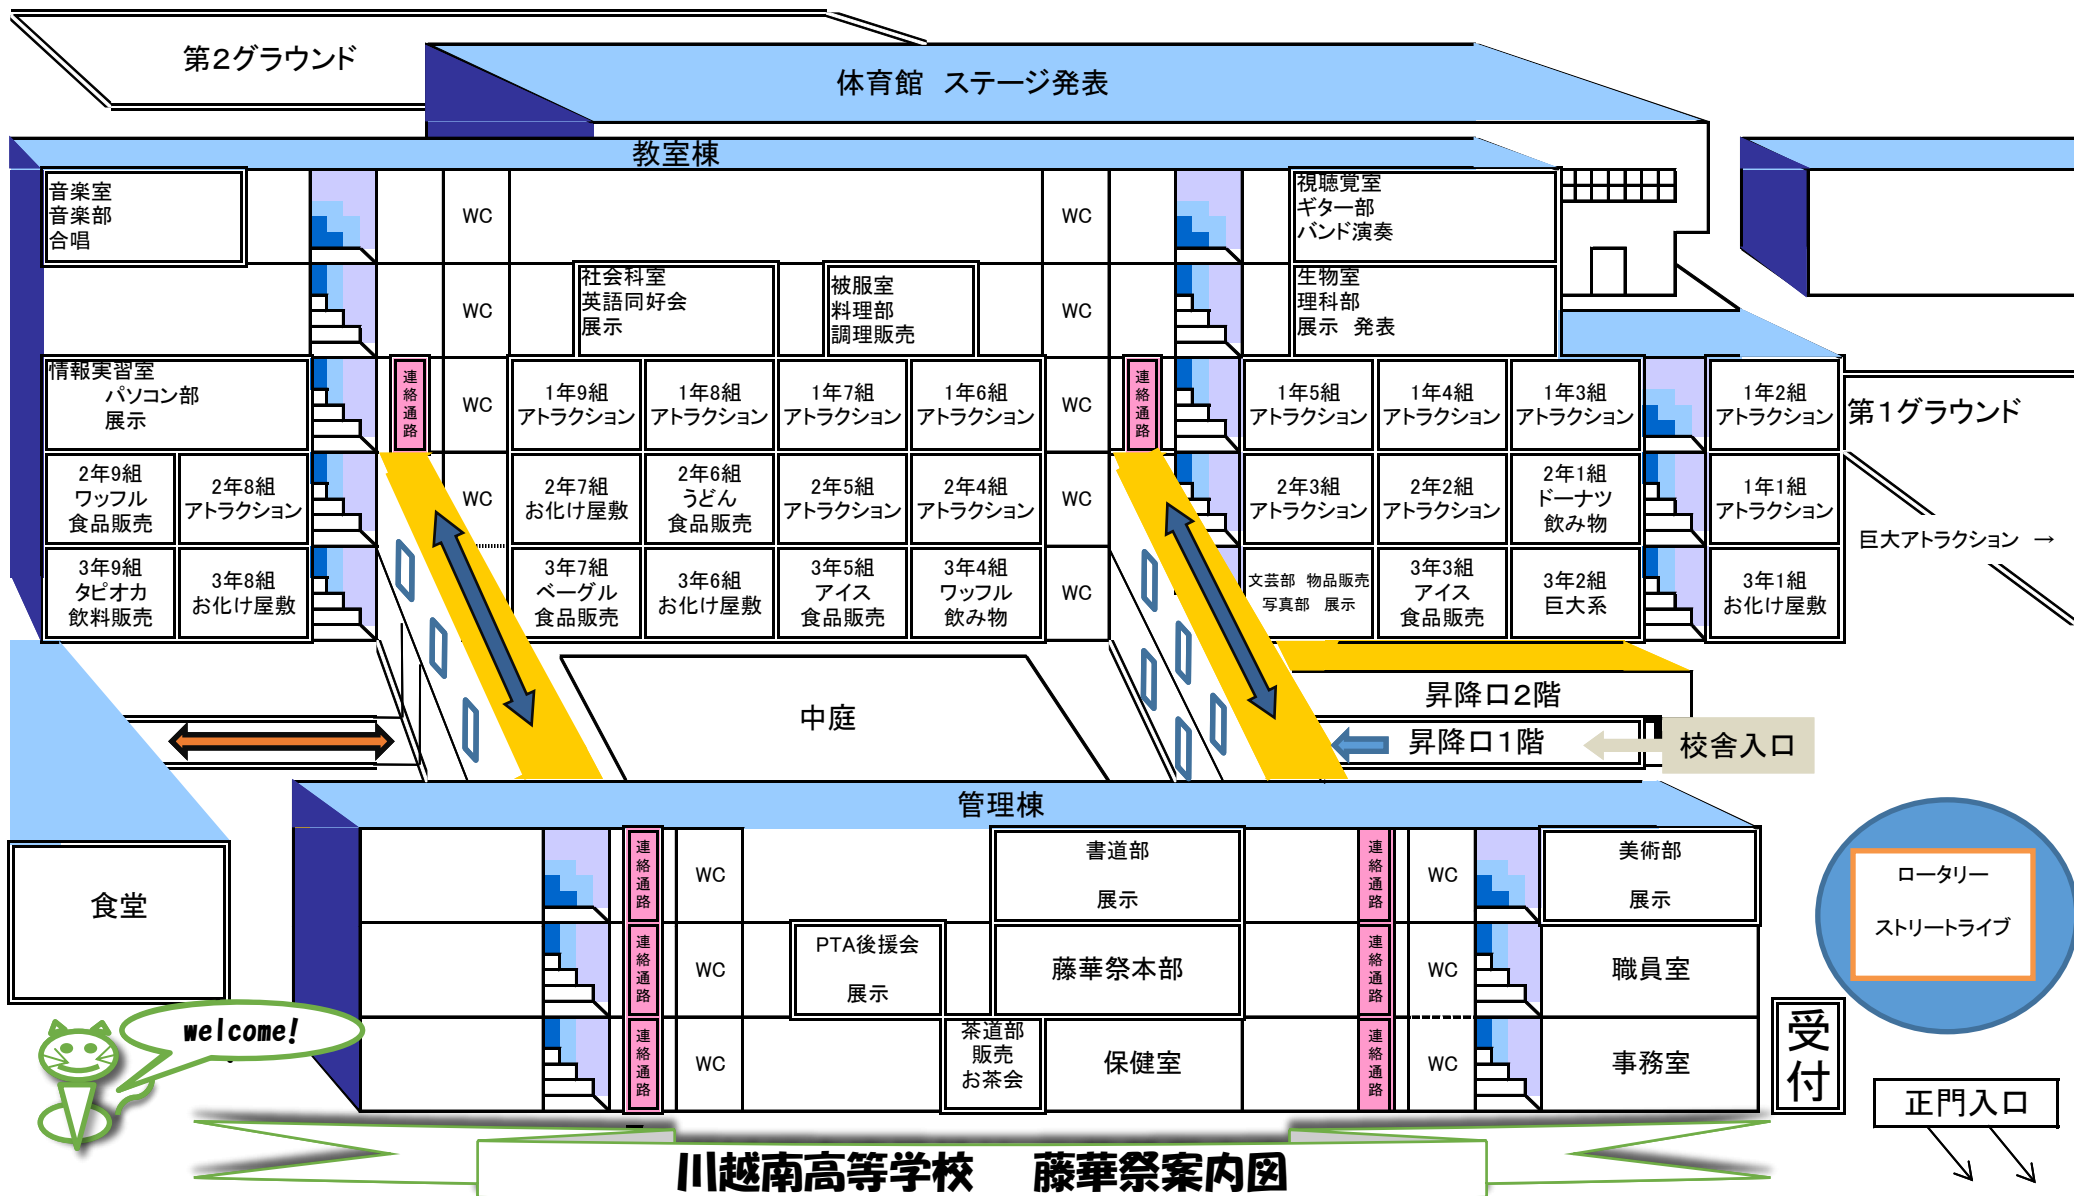 第２グラウンド
体育館　ステージ発表
教室棟
音楽室
音楽部
合唱
WC
WC
視聴覚室
ギター部
バンド演奏
WC
社会科室
英語同好会
展示
被服室
料理部
調理販売
WC
生物室
理科部
展示　発表
情報実習室
パソコン部
展示
連絡通路
WC
1年9組
アトラクション
1年8組
アトラクション
1年7組
アトラクション
1年6組
アトラクション
WC
連絡通路
1年5組
アトラクション
1年4組
アトラクション
1年3組
アトラクション
1年2組
アトラクション
第１グラウンド
2年9組
ワッフル
食品販売
2年8組
アトラクション
WC
2年7組
お化け屋敷
2年6組
うどん
食品販売
2年5組
アトラクション
2年4組
アトラクション
WC
2年3組
アトラクション
2年2組
アトラクション
2年1組
ドーナツ
飲み物
1年1組
アトラクション
巨大アトラクション　→
3年9組
タピオカ
飲料販売
3年8組
お化け屋敷
3年7組
ベーグル
食品販売
3年6組
お化け屋敷
3年5組
アイス
食品販売
3年4組
ワッフル
飲み物
WC
文芸部　物品販売
写真部　展示
3年3組
アイス
食品販売
3年2組
巨大系
3年1組
お化け屋敷
中庭
昇降口２階
昇降口１階
校舎入口
管理棟
食堂
連絡通路
WC
書道部
展示
連絡通路
WC
美術部
展示
ロータリー
ストリートライブ
連絡通路
WC
PTA後援会
展示
藤華祭本部
連絡通路
WC
職員室
welcome!
連絡通路
WC
茶道部
販売
お茶会
保健室
連絡通路
WC
事務室
受付
正門入口
川越南高等学校　藤華祭案内図